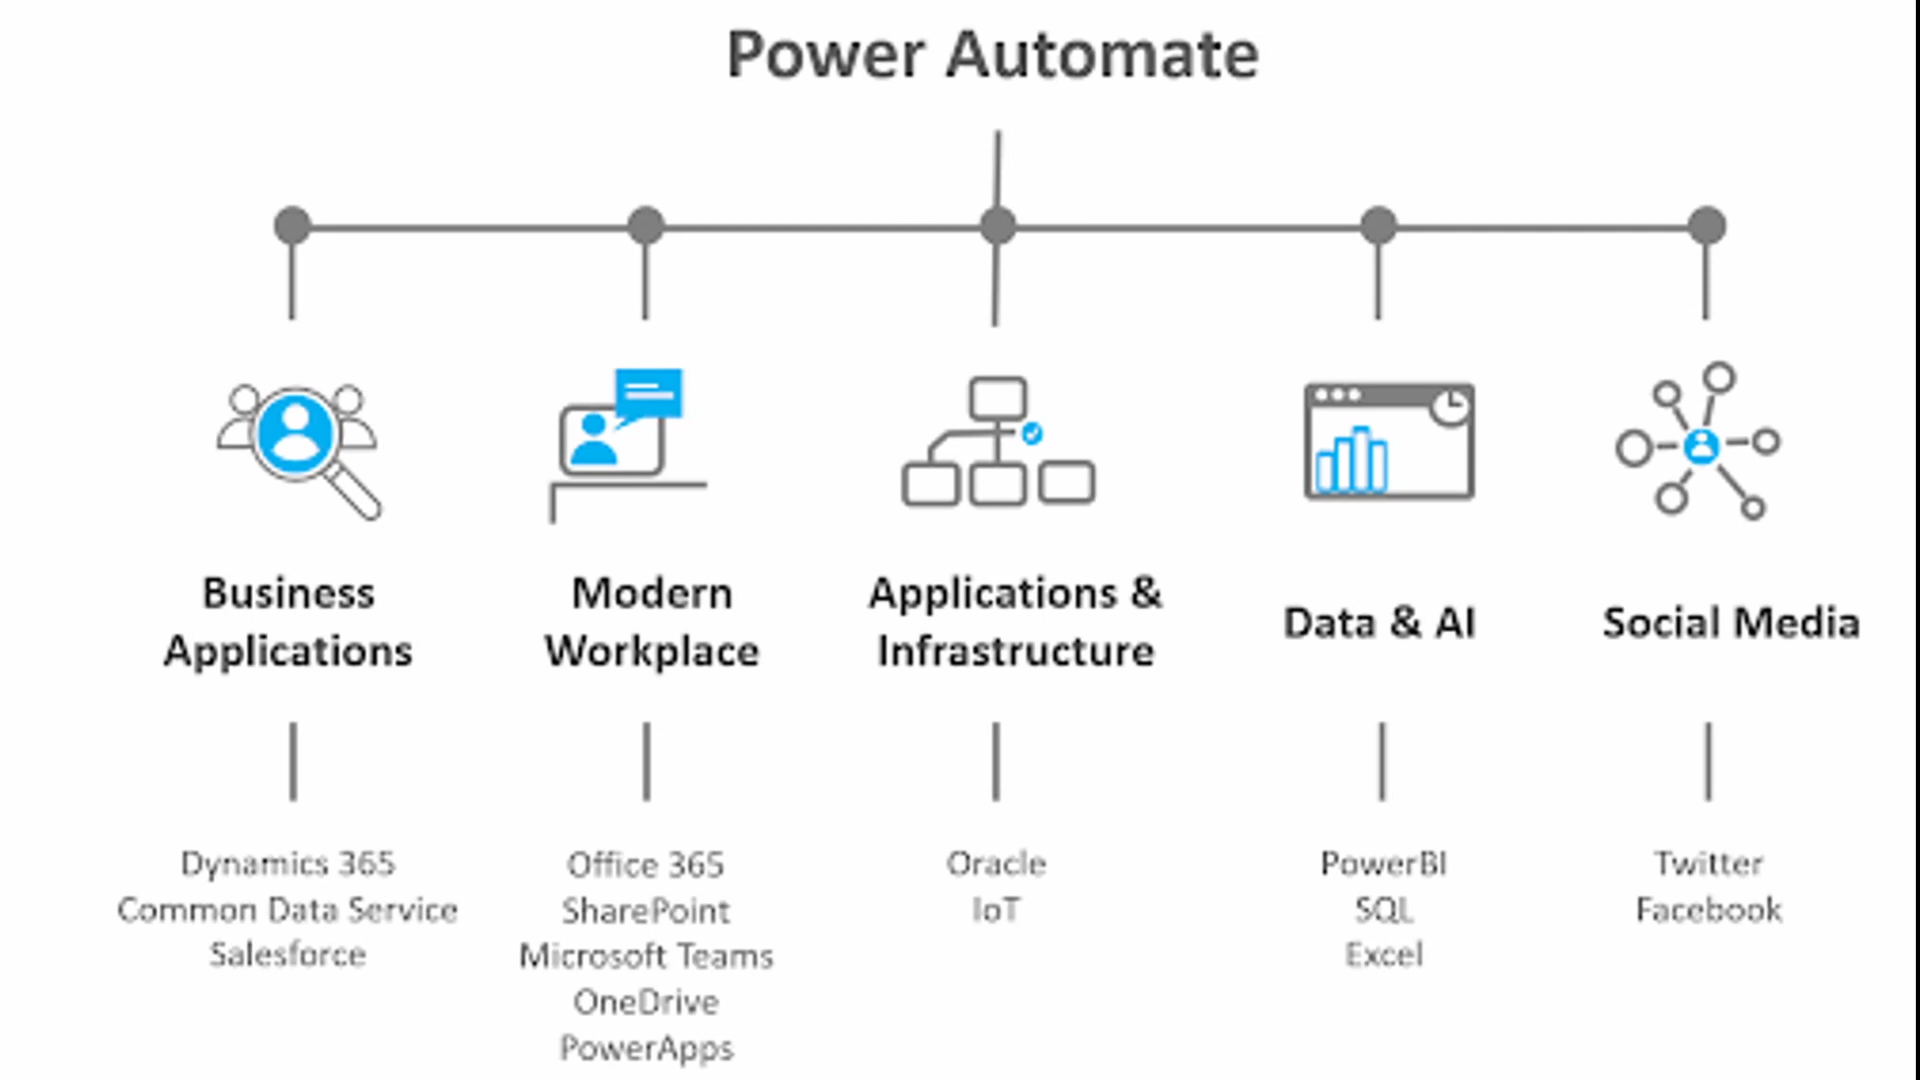 Power Automate
Business
Applications
Modern
Workplace
Applications &
Infrastructure
Data & AI
Social Media
Dynamics 365
Common Data Service
Salesforce
Office 365
SharePoint
Microsoft Teams
OneDrive
PowerApps
Oracle
IoT
PowerBI
SQL
Excel
Twitter
Facebook